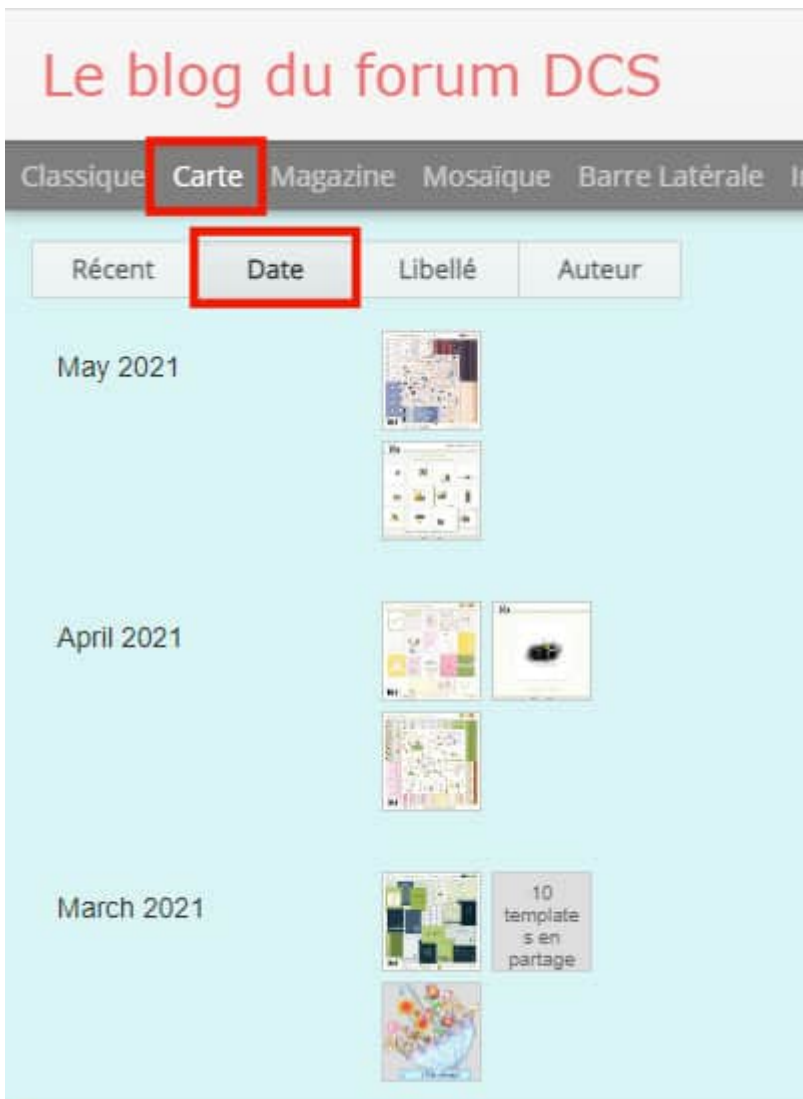 Le blog du forum DCS
Classique Carte Magazine Mosaïque Barre Latérale
Récent Date Libellé Auteur
May 2021
April 2021
March 2021
10
template
s en
partage